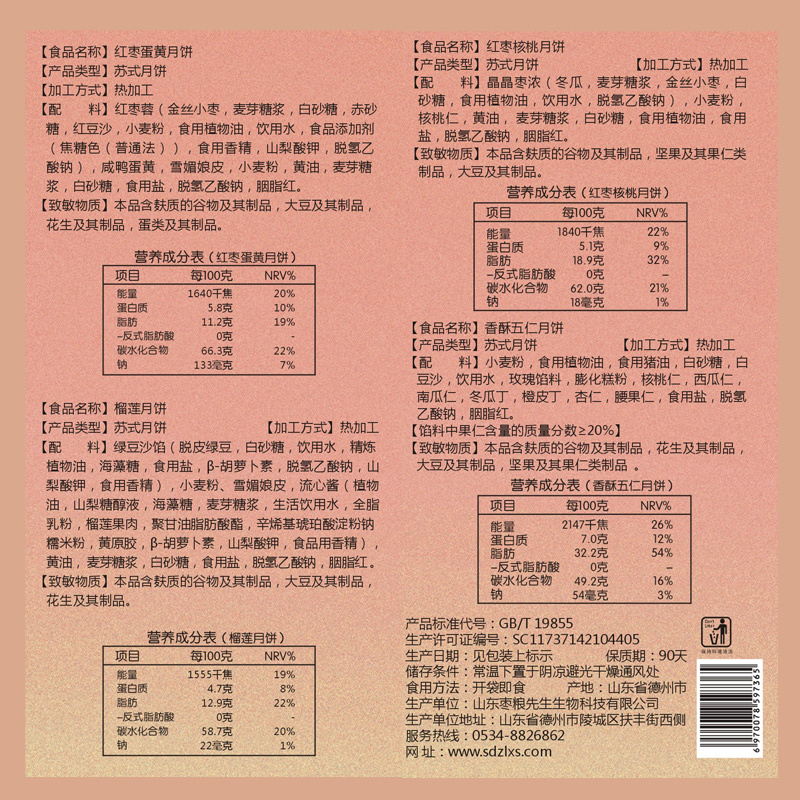 【食品名称】红枣蛋黄月饼
【产品类型】苏式月饼
【加工方式】热加工
【配 料】红枣蓉（金丝小枣，麦芽糖浆，白砂糖，赤砂
糖，红豆沙，小麦粉，食用植物油，饮用水，食品添加剂
（焦糖色（普通法）），食用香精，山梨酸钾，脱氢乙
酸钠），咸鸭蛋黄，雪媚娘皮，小麦粉，黄油，麦芽糖
浆，白砂糖，食用盐，脱氢乙酸钠，胭脂红。
【致敏物质】本品含麸质的谷物及其制品，大豆及其制品，
花生及其制品，蛋类及其制品。
营养成分表（红枣蛋黄月饼）
项目 每100克 NRV%
能量 1640千焦 20%
蛋白质 5.8克 10%
脂肪 11.2克 19%
–反式脂肪酸 0克 -
碳水化合物 66.3克 22%
钠 133毫克 7%
【食品名称】榴莲月饼
【产品类型】苏式月饼 【加工方式】热加工
【配 料】绿豆沙馅（脱皮绿豆，白砂糖，饮用水，精炼
植物油，海藻糖，食用盐，β-胡萝卜素，脱氢乙酸钠，山
梨酸钾，食用香精），小麦粉、雪媚娘皮，流心酱（植物
油，山梨糖醇液，海藻糖，麦芽糖浆，生活饮用水，全脂
乳粉，榴莲果肉，聚甘油脂肪酸酯，辛烯基琥珀酸淀粉钠
糯米粉，黄原胶，β-胡萝卜素，山梨酸钾，食品用香精），
黄油，麦芽糖浆，白砂糖，食用盐，脱氢乙酸钠，胭脂红。
【致敏物质】本品含麸质的谷物及其制品，大豆及其制品，
花生及其制品。
营养成分表（榴莲月饼）
项目 每100克 NRV%
能量 1555千焦 19%
蛋白质 4.7克 8%
脂肪 12.9克 22%
–反式脂肪酸 0克 -
碳水化合物 58.7克 20%
钠 22毫克 1%
【食品名称】红枣核桃月饼
【产品类型】苏式月饼 【加工方式】热加工
【配 料】晶晶枣浓（冬瓜，麦芽糖浆，金丝小枣，白
砂糖，食用植物油，饮用水，脱氢乙酸钠），小麦粉，
核桃仁，黄油，麦芽糖浆，白砂糖，食用植物油，食用
盐，脱氢乙酸钠，胭脂红。
【致敏物质】本品含麸质的谷物及其制品，坚果及其果仁类
制品，大豆及其制品。
营养成分表（红枣核桃月饼）
项目 每100克 NRV%
能量 1840千焦 22%
蛋白质 5.1克 9%
脂肪 18.9克 32%
–反式脂肪酸 0克 –
碳水化合物 62.0克 21%
钠 18毫克 1%
【食品名称】香酥五仁月饼
【产品类型】苏式月饼 【加工方式】热加工
【配 料】小麦粉，食用植物油，食用猪油，白砂糖，白
豆沙，饮用水，玫瑰馅料，膨化糕粉，核桃仁，西瓜仁，
南瓜仁，冬瓜丁，橙皮丁，杏仁，腰果仁，食用盐，脱氢
乙酸钠，胭脂红。
【馅料中果仁含量的质量分数≥20%】
【致敏物质】本品含麸质的谷物及其制品，花生及其制品，
大豆及其制品，坚果及其果仁类制品 。
营养成分表（香酥五仁月饼）
项目 每100克 NRV%
能量 2147千焦 26%
蛋白质 7.0克 12%
脂肪 32.2克 54%
–反式脂肪酸 0克 –
碳水化合物 49.2克 16%
钠 54毫克 3%
产品标准代号：GB/T 19855
生产许可证编号：SC11737142104405
生产日期：见包装上标示 保质期：90天
储存条件：常温下置于阴凉避光干燥通风处
食用方法：开袋即食 产地：山东省德州市
生产单位：山东枣粮先生生物科技有限公司
生产单位地址：山东省德州市陵城区扶丰街西侧
服务热线：0534-8826862
网 址：www.sdzlxs.com
Don't
Litter
保持环境清洁
6 970078 597365